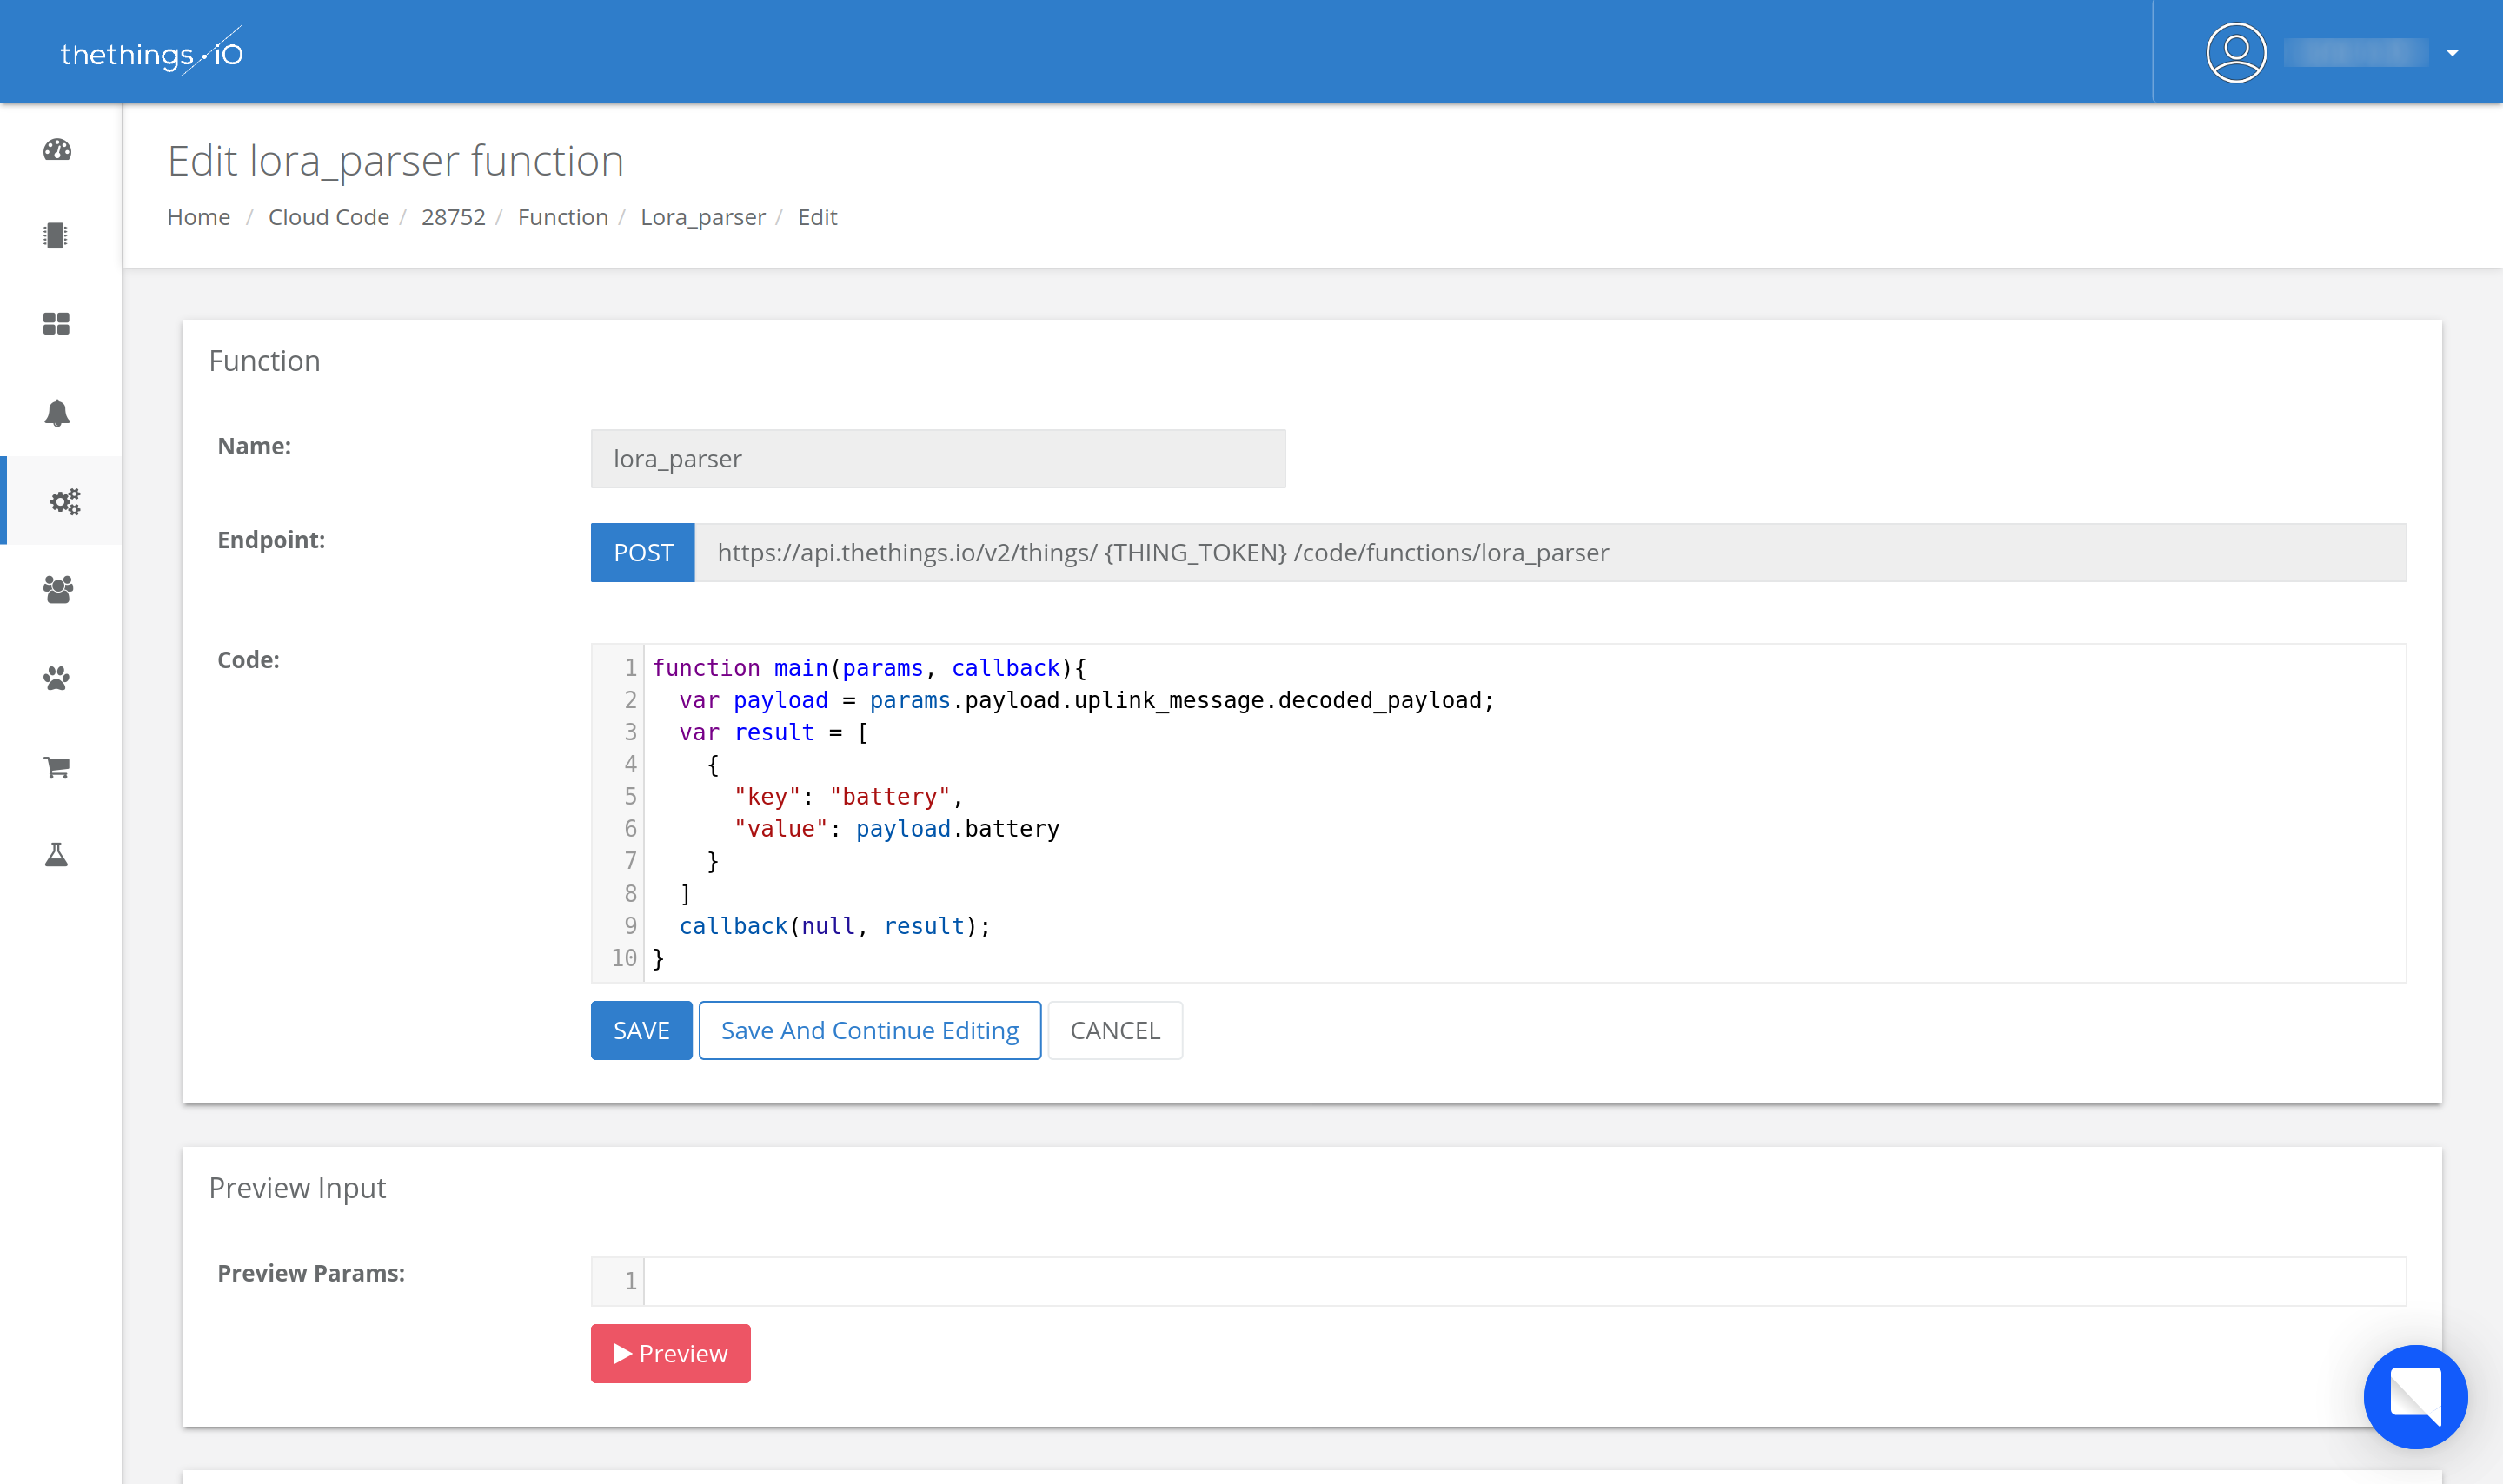 thethings.iO
Edit lora_parser function
Home / Cloud Code / 28752 / Function / Lora_parser / Edit
Function
Name:
lora_parser
Endpoint:
POST https://api.thethings.io/v2/things/ {THING_TOKEN} /code/functions/lora_parser
Code:
1 function main(params, callback){
2   var payload = params.payload.uplink_message.decoded_payload;
3   var result = [
4     {
5       "key": "battery",
6       "value": payload.battery
7     }
8   ]
9   callback(null, result);
10 }
SAVE Save And Continue Editing CANCEL
Preview Input
Preview Params:
1
Preview